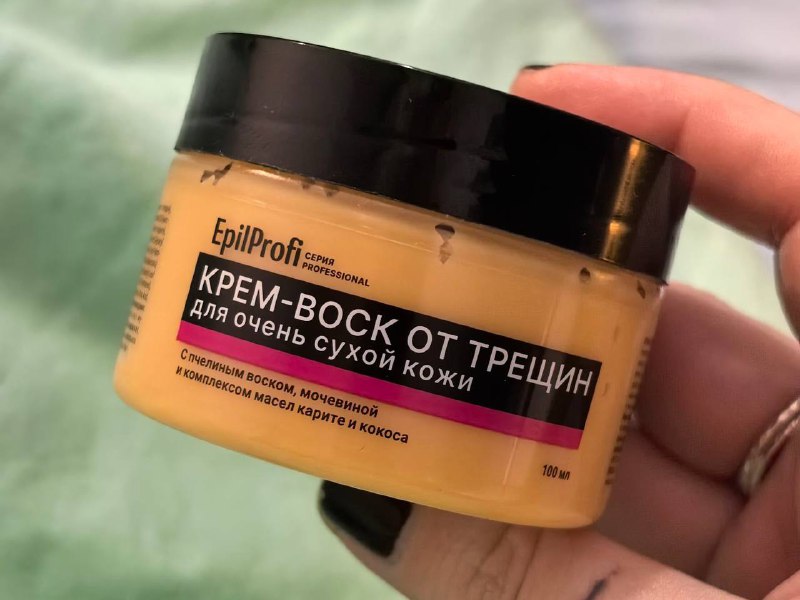 EpilProfi
СЕРИЯ
PROFESSIONAL
КРЕМ-ВОСК ОТ ТРЕЩИН
для очень сухой кожи
С пчелиным воском, мочевиной
и комплексом масел карите и кокоса
100 мл